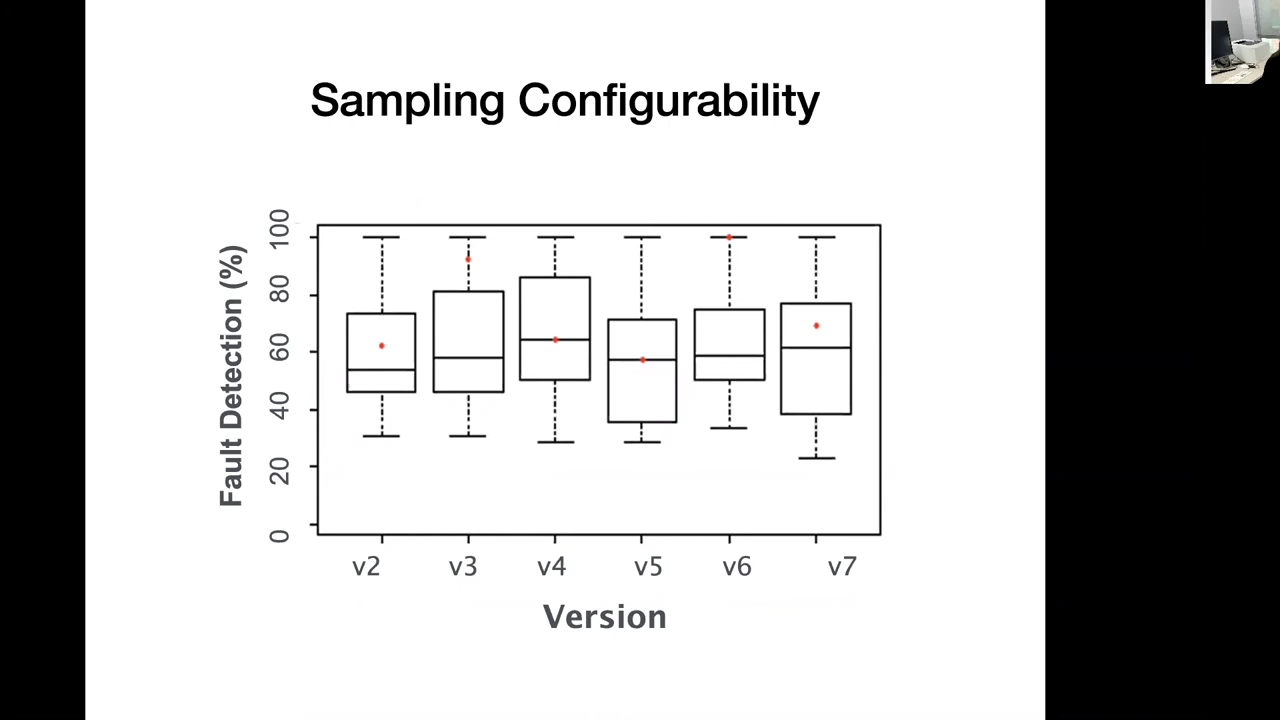 Sampling Configurability
Fault Detection (%)
100
80
60
40
20
0
v2 v3 v4 v5 v6 v7
Version